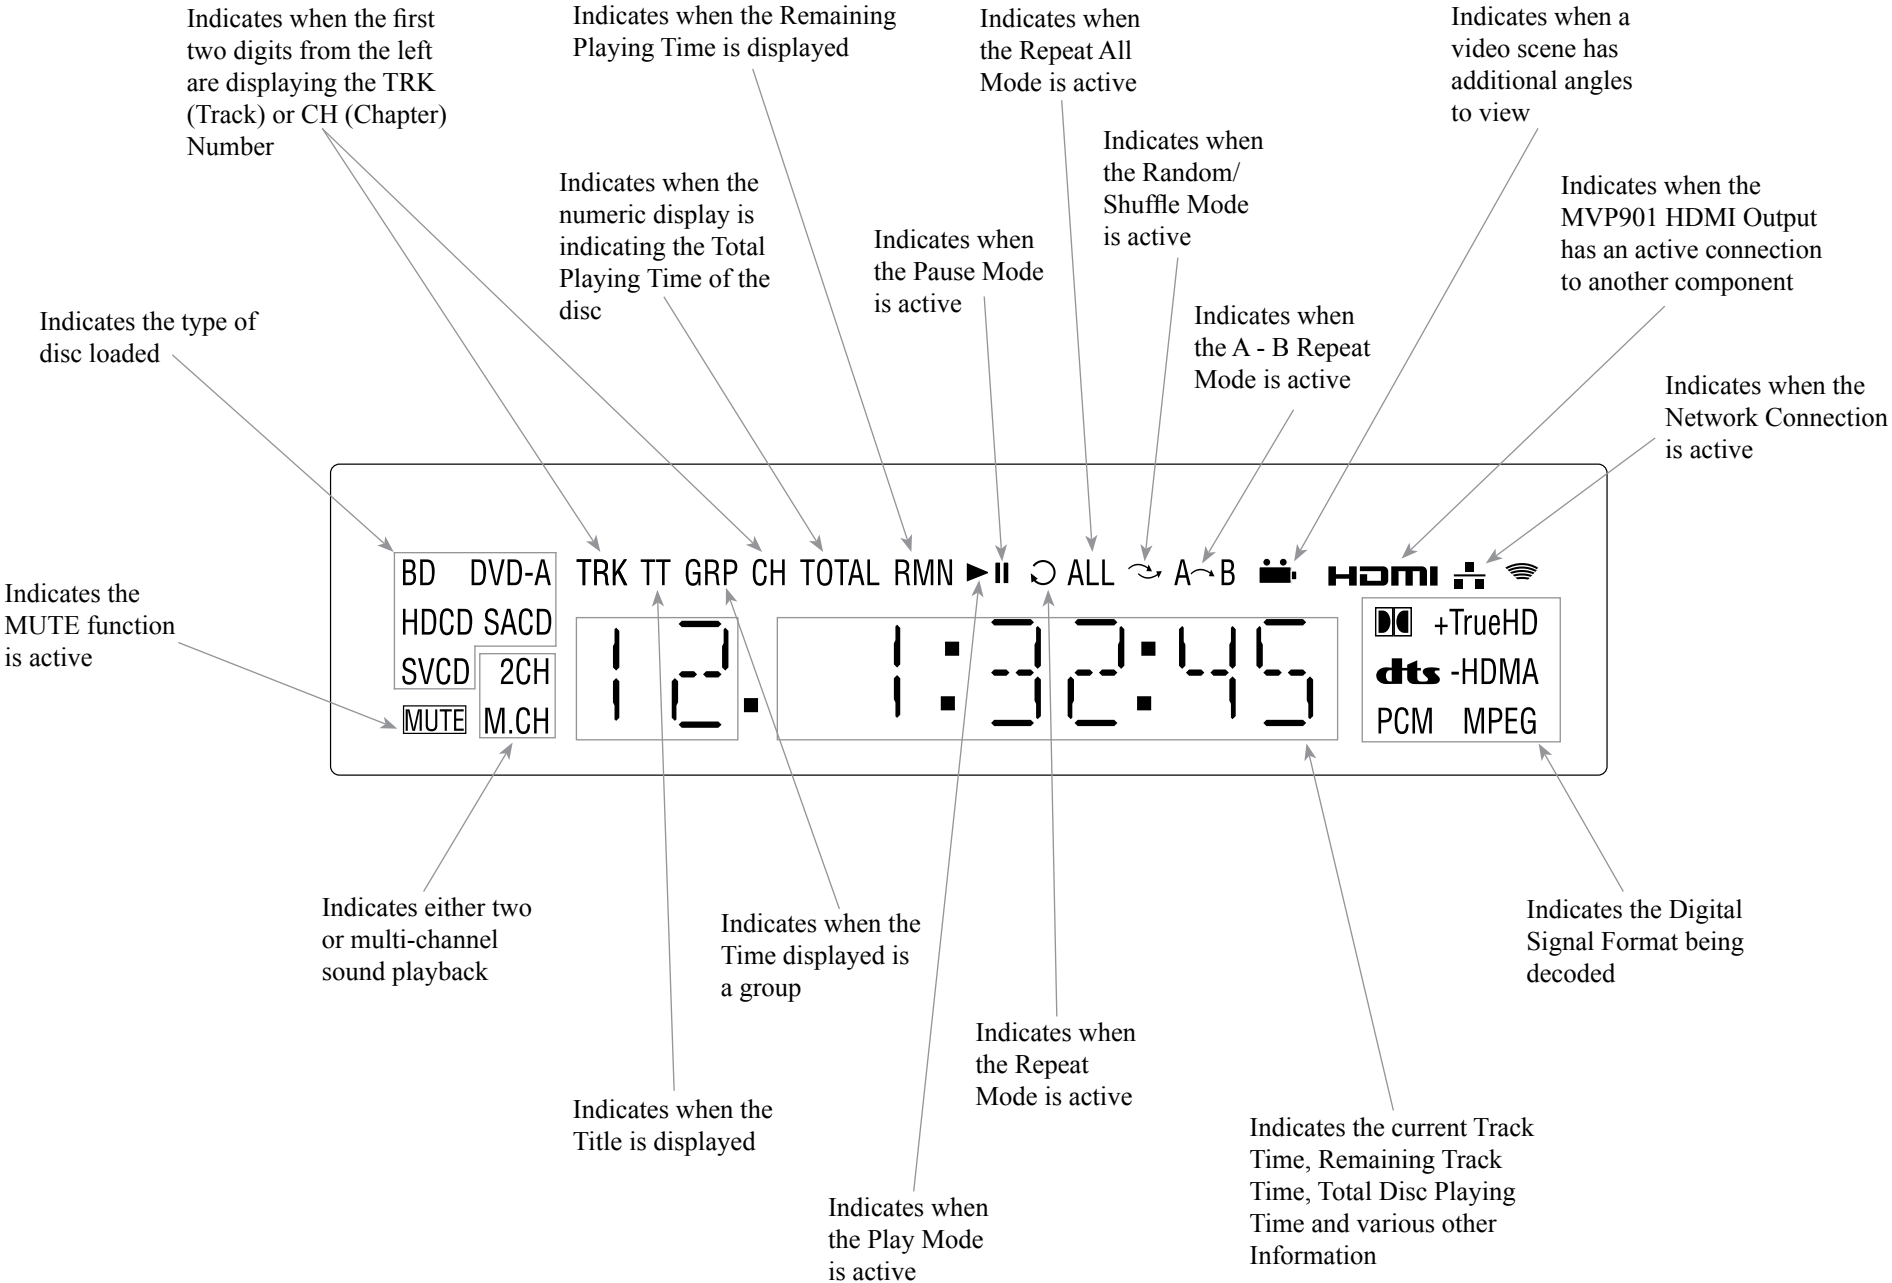 Indicates when the first
two digits from the left
are displaying the TRK
(Track) or CH (Chapter)
Number
Indicates when the Remaining
Playing Time is displayed
Indicates when
the Repeat All
Mode is active
Indicates when a
video scene has
additional angles
to view
Indicates when
the Random/
Shuffle Mode
is active
Indicates when the
numeric display is
indicating the Total
Playing Time of the
disc
Indicates when
the Pause Mode
is active
Indicates when the
MVP901 HDMI Output
has an active connection
to another component
Indicates the type of
disc loaded
Indicates when
the A - B Repeat
Mode is active
Indicates when the
Network Connection
is active
BD DVD-A
HDCD SACD
SVCD 2CH
MUTE M.CH
TRK TT GRP CH TOTAL RMN ALL A B HDMI
12. 1:32:45
+TrueHD
dts -HDMA
PCM MPEG
Indicates the
MUTE function
is active
Indicates either two
or multi-channel
sound playback
Indicates when the
Time displayed is
a group
Indicates the Digital
Signal Format being
decoded
Indicates when
the Repeat
Mode is active
Indicates when the
Title is displayed
Indicates the current Track
Time, Remaining Track
Time, Total Disc Playing
Time and various other
Information
Indicates when
the Play Mode
is active